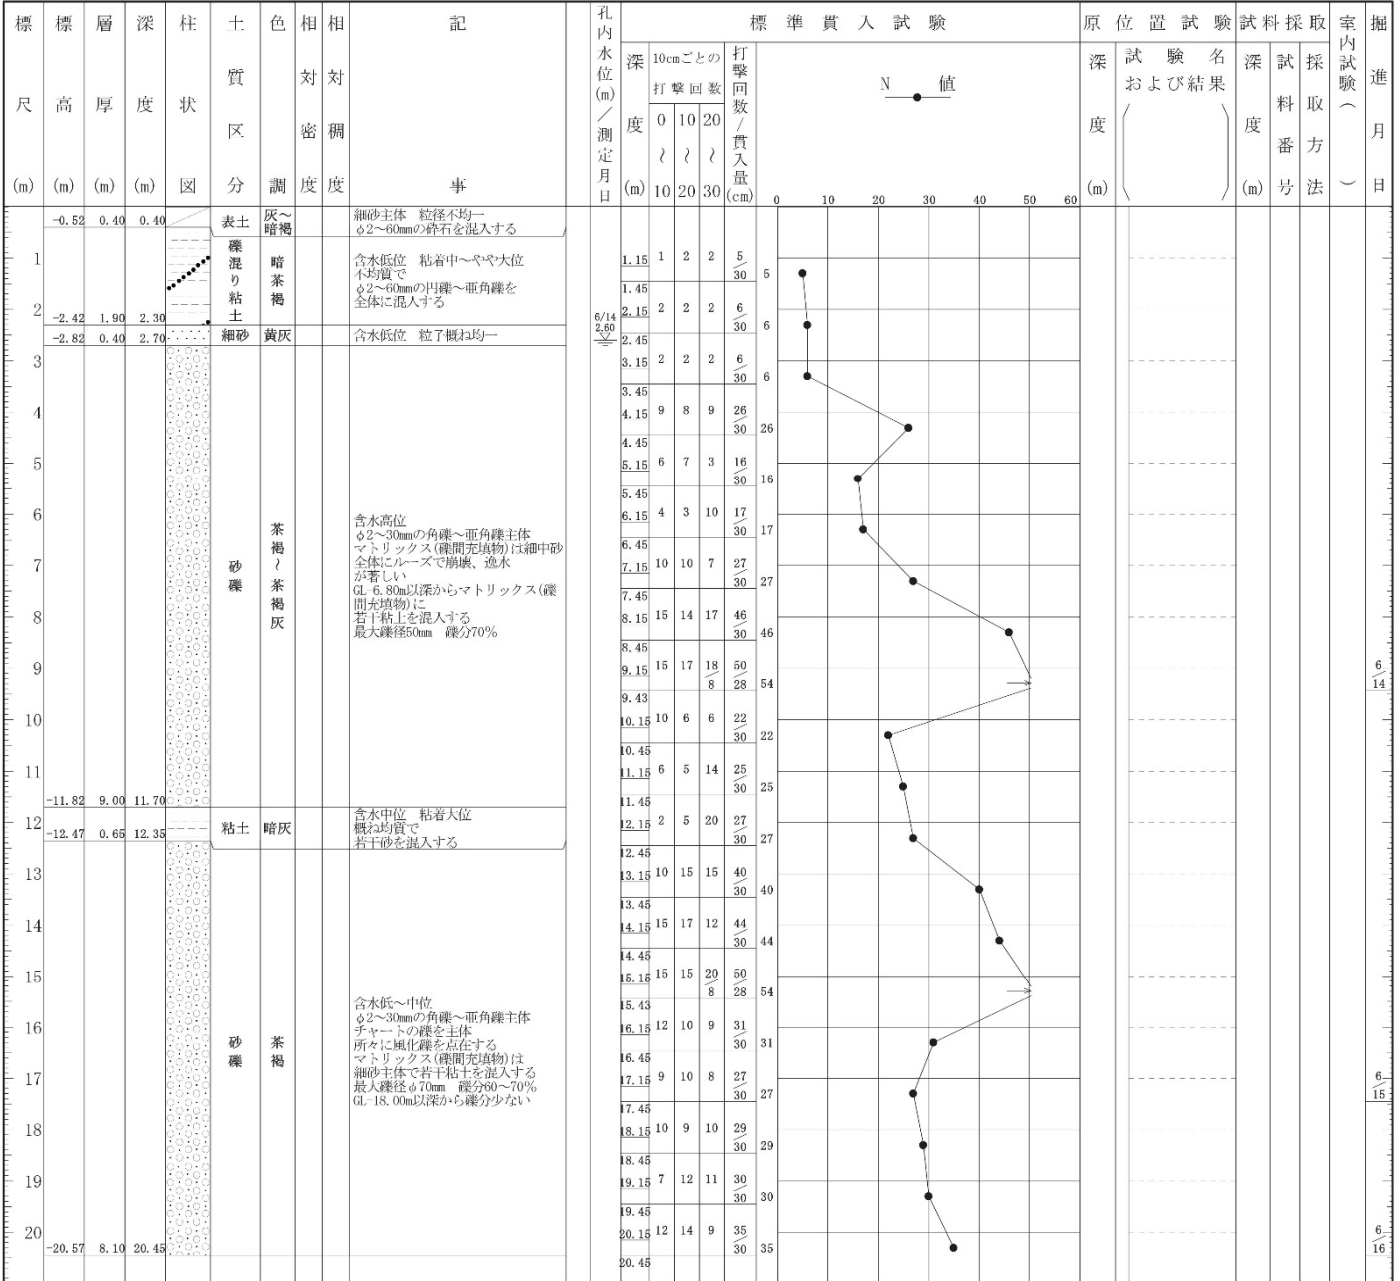 標尺(m)
標高(m)
層厚(m)
深度(m)
柱状図
土質区分
色調
相対密度
相対稠度
記事
孔内水位(m)／測定月日
標準貫入試験
深度(m)
10cmごとの
打撃回数
0 10 20
〜 〜 〜
10 20 30
打撃回数/貫入量(cm)
N 値
0 10 20 30 40 50 60
原位置試験
深度(m)
試験名
および結果
試料採取
深度(m)
試料番号
採取方法
室内試験（ ）
掘進月日
-0.52 0.40 0.40 表土 灰〜暗褐
細砂主体 粒径不均一
φ2〜60mmの砕石を混入する
-2.42 1.90 2.30 礫混り粘土 暗茶褐
含水低位 粘着中〜やや大位
不均質で
φ2〜60mmの円礫〜亜角礫を
全体に混入する
-2.82 0.40 2.70 細砂 黄灰
含水低位 粒子概ね均一
6/14
2.60
-11.82 9.00 11.70 砂礫 茶褐〜茶褐灰
含水高位
φ2〜30mmの角礫〜亜角礫主体
マトリックス(礫間充填物)は細中砂
全体にルーズで崩壊、逸水
が著しい
GL-6.80m以深からマトリックス(礫
間充填物)に
若干粘土を混入する
最大礫径50mm 礫分70%
-12.47 0.65 12.35 粘土 暗灰
含水中位 粘着大位
概ね均質で
若干砂を混入する
-20.57 8.10 20.45 砂礫 茶褐
含水低〜中位
φ2〜30mmの角礫〜亜角礫主体
チャートの礫を主体
所々に風化礫を点在する
マトリックス(礫間充填物)は
細砂主体で若干粘土を混入する
最大礫径φ70mm 礫分60〜70%
GL-18.00m以深から礫分少ない
1
2
3
4
5
6
7
8
9
10
11
12
13
14
15
16
17
18
19
20
1.15 1 2 2 5/30 5
1.45
2.15 2 2 2 6/30 6
2.45
3.15 2 2 2 6/30 6
3.45
4.15 9 8 9 26/30 26
4.45
5.15 6 7 3 16/30 16
5.45
6.15 4 3 10 17/30 17
6.45
7.15 10 10 7 27/30 27
7.45
8.15 15 14 17 46/30 46
8.45
9.15 15 17 18/8 50/28 54
9.43
10.15 10 6 6 22/30 22
10.45
11.15 6 5 14 25/30 25
11.45
12.15 2 5 20 27/30 27
12.45
13.15 10 15 15 40/30 40
13.45
14.15 15 17 12 44/30 44
14.45
15.15 15 15 20/8 50/28 54
15.43
16.15 12 10 9 31/30 31
16.45
17.15 9 10 8 27/30 27
17.45
18.15 10 9 10 29/30 29
18.45
19.15 7 12 11 30/30 30
19.45
20.15 12 14 9 35/30 35
20.45
6/14
6/15
6/16